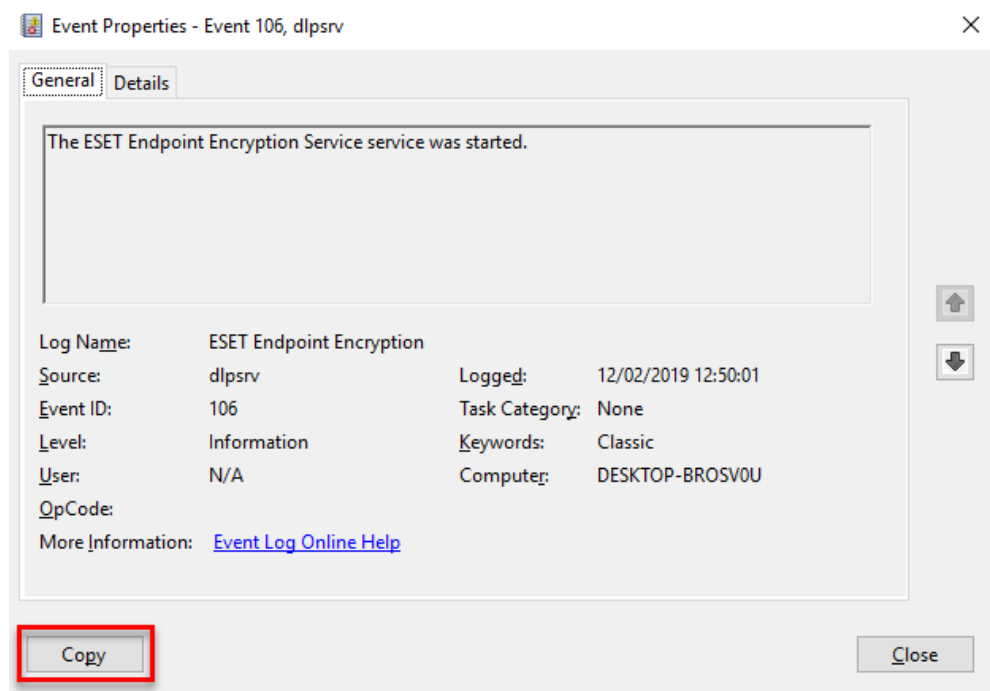 Event Properties - Event 106, dlpsrv
General Details
The ESET Endpoint Encryption Service service was started.
Log Name: ESET Endpoint Encryption
Source: dlpsrv Logged: 12/02/2019 12:50:01
Event ID: 106 Task Category: None
Level: Information Keywords: Classic
User: N/A Computer: DESKTOP-BROSV0U
OpCode:
More Information: Event Log Online Help
Copy Close